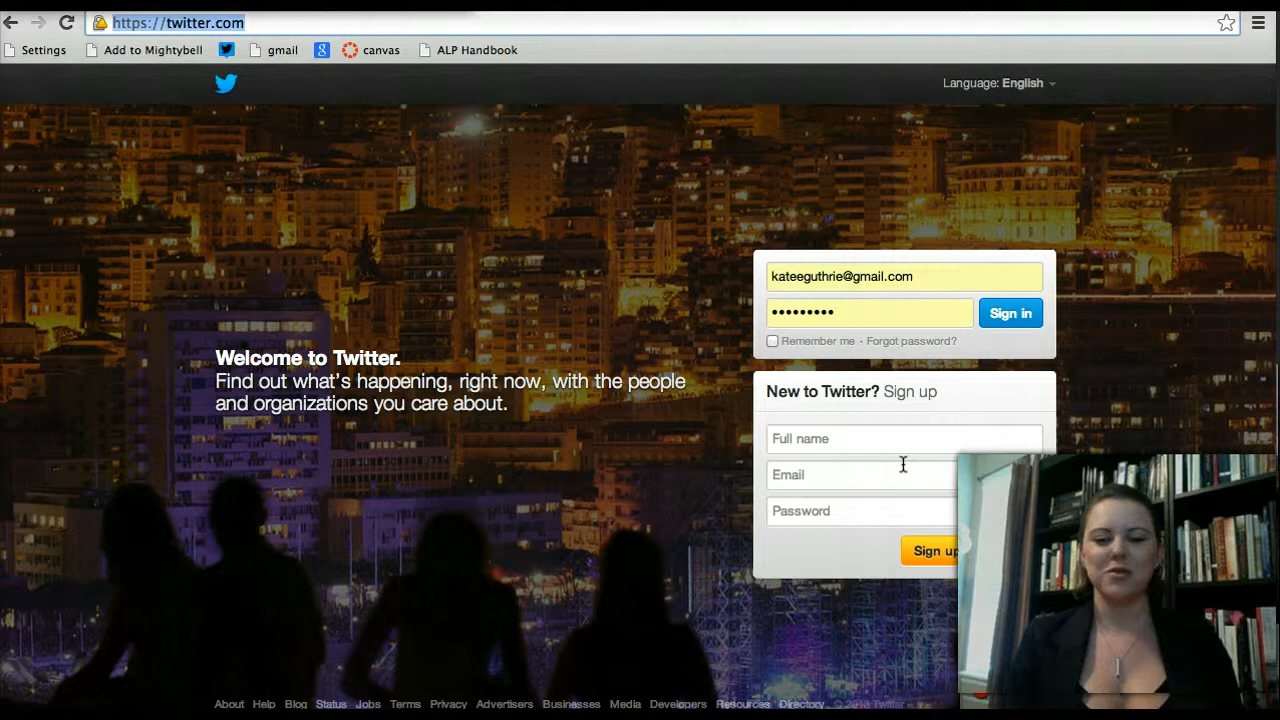 https://twitter.com
Settings Add to Mightybell gmail 8 canvas ALP Handbook
Language: English
kateeguthrie@gmail.com
Sign in
Remember me · Forgot password?
Welcome to Twitter.
Find out what's happening, right now, with the people
and organizations you care about.
New to Twitter? Sign up
Full name
Email
Password
Sign up
About Help Blog Status Jobs Terms Privacy Advertisers Businesses Media Developers Resources Directory © 2013 Twitter